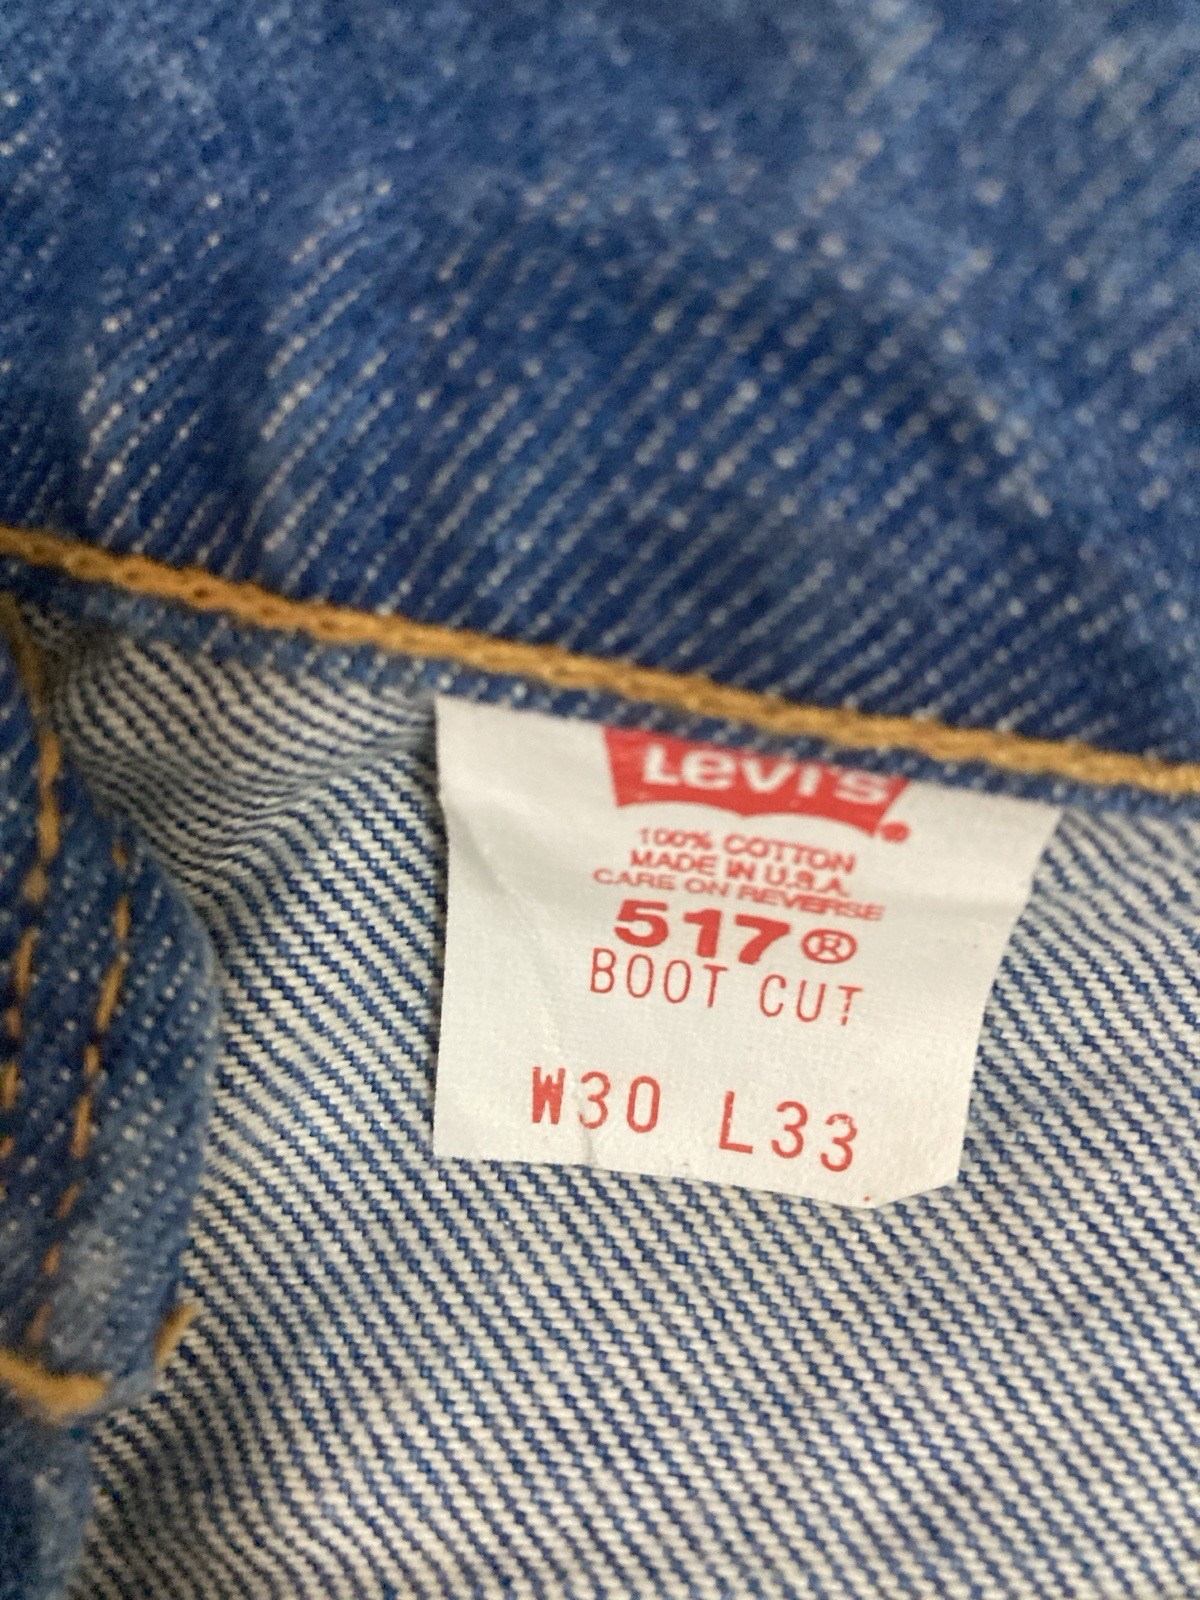 Levi's®
100% COTTON
MADE IN U.S.A.
CARE ON REVERSE
517®
BOOT CUT
W30 L33